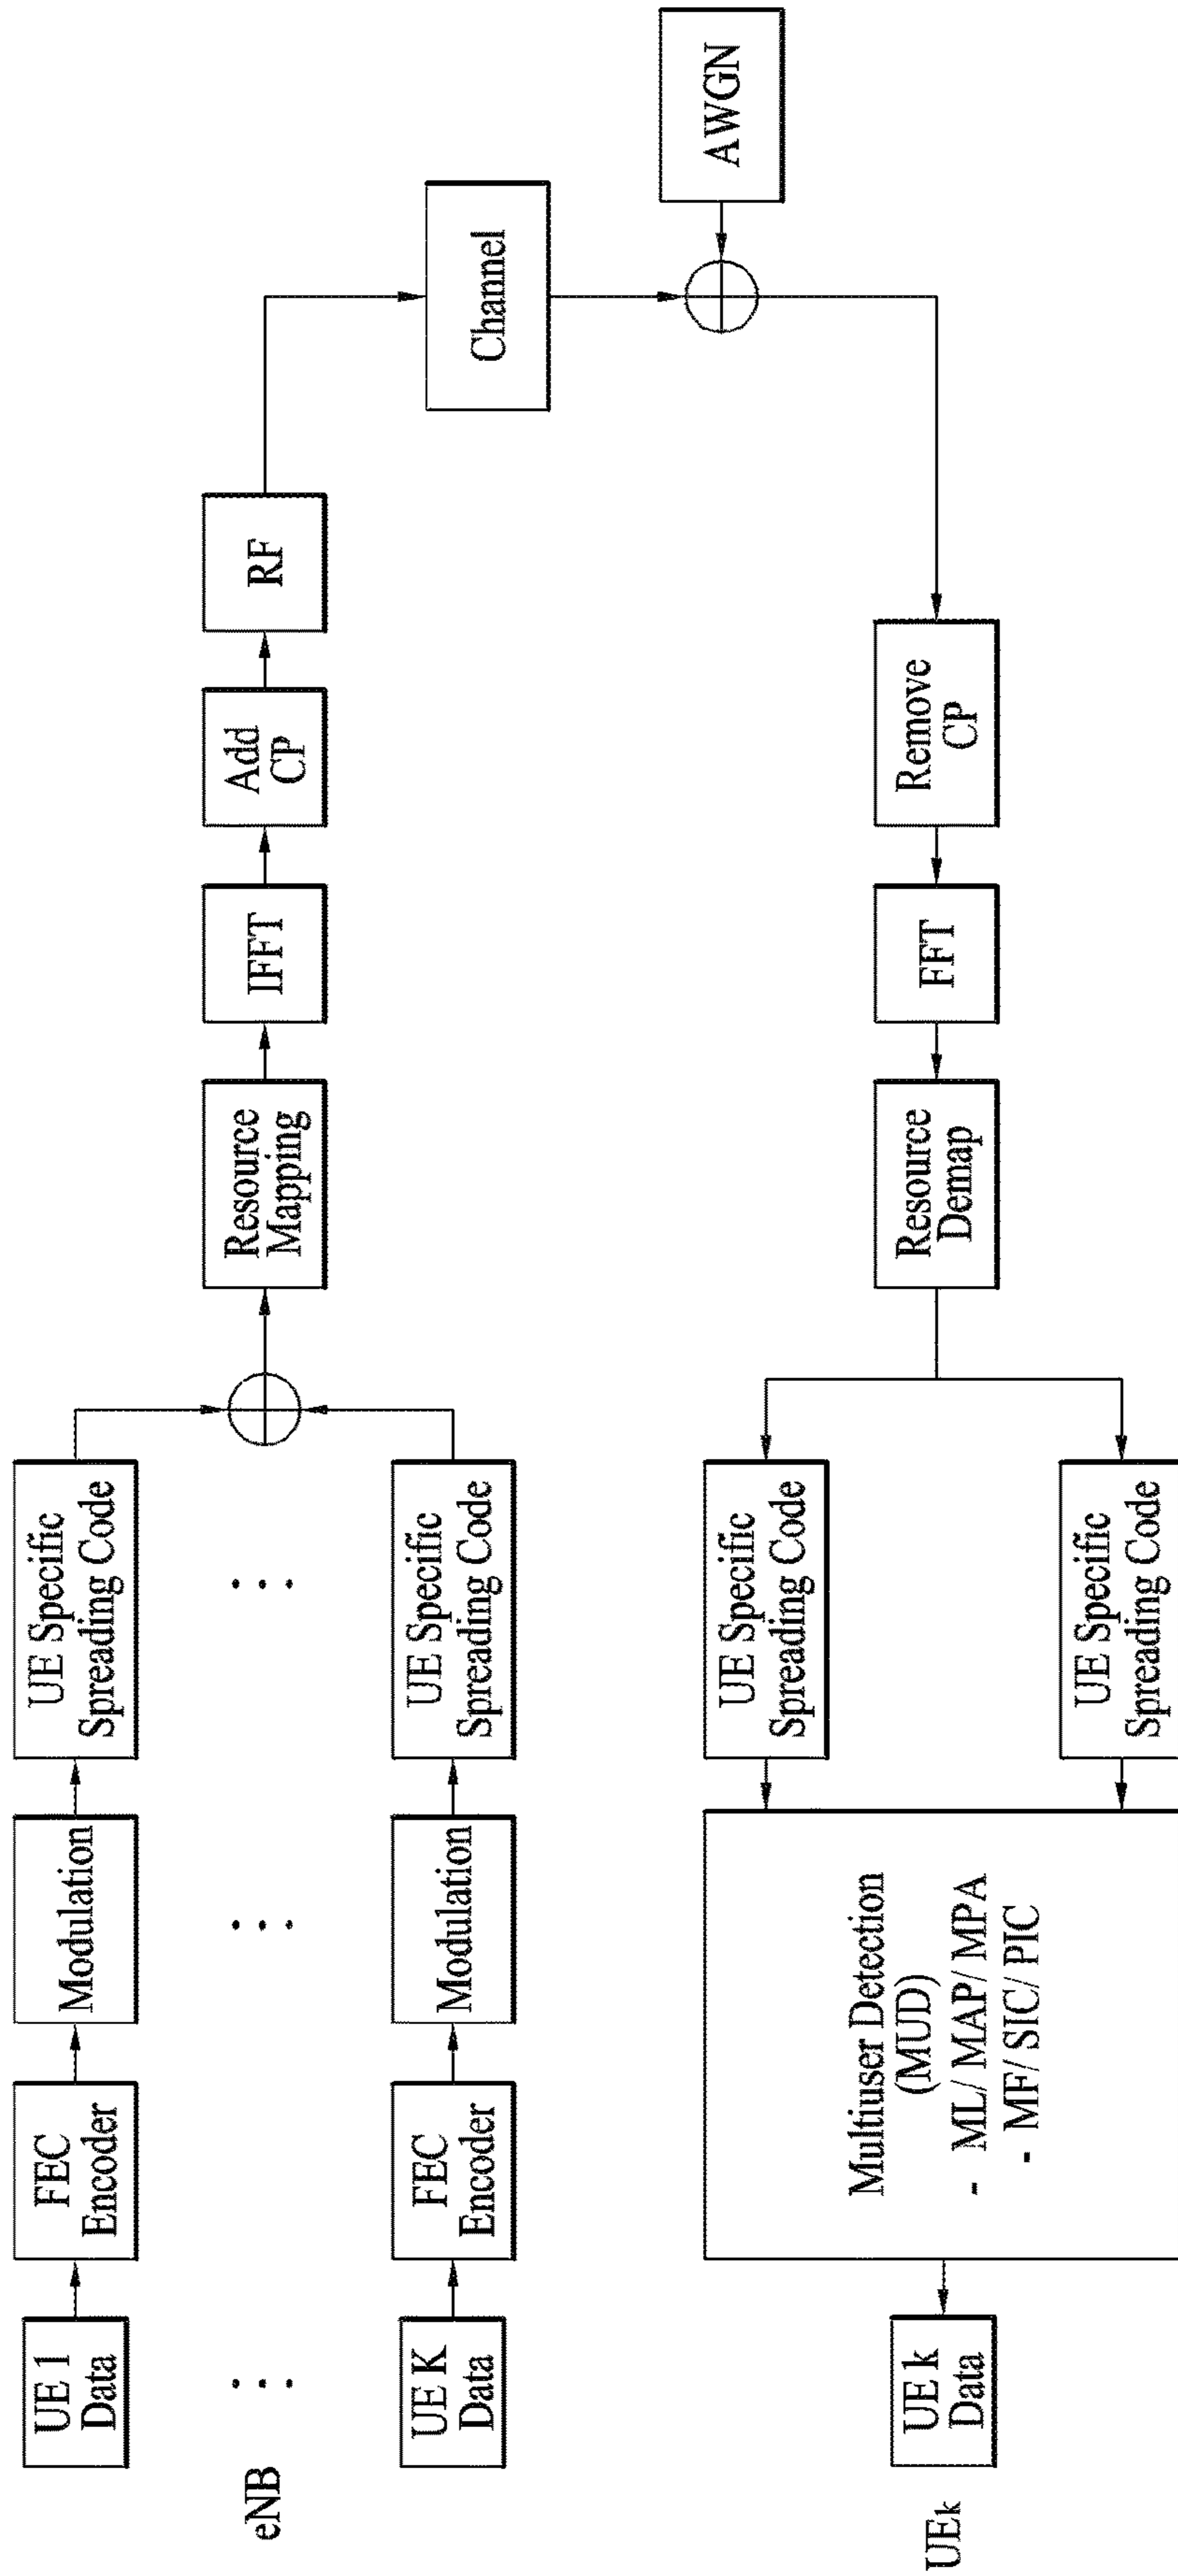 eNB
UE 1
Data
FEC
Encoder
Modulation
UE Specific
Spreading Code
. . .
. . .
. . .
UE K
Data
FEC
Encoder
Modulation
UE Specific
Spreading Code
Resource
Mapping
IFFT
Add
CP
RF
Channel
AWGN
Remove
CP
FFT
Resource
Demap
UE Specific
Spreading Code
UE Specific
Spreading Code
Multiuser Detection
(MUD)
- ML/ MAP/ MPA
- MF/ SIC/ PIC
UE k
Data
UEk